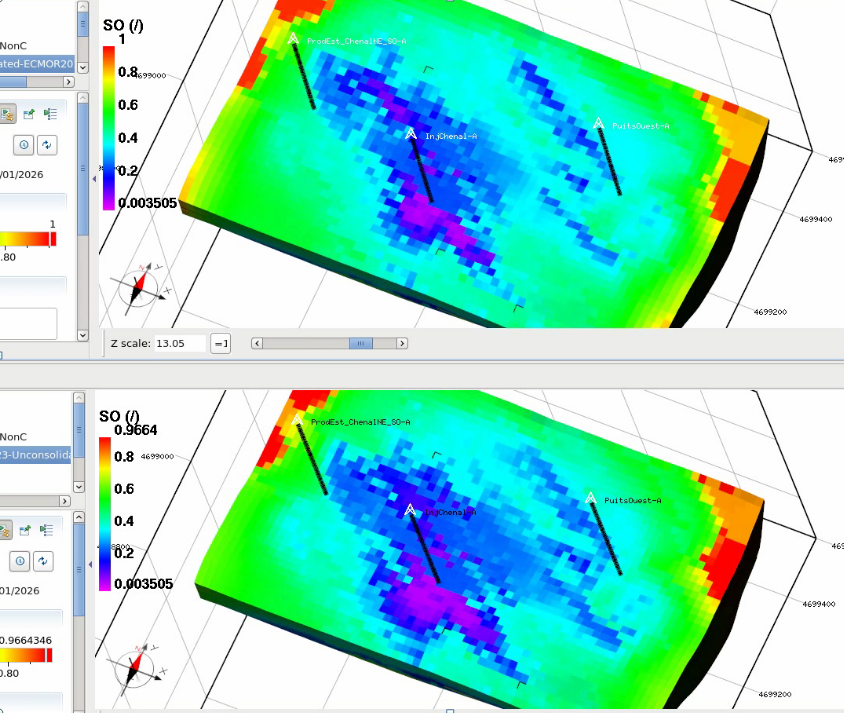 SO (/)
1
0.8
0.6
0.4
0.2
0.003505
NonC
ated-ECMOR20
/01/2026
1
.80
ProdEst_ChenalNE_SO-A
InjChenal-A
PuitsOuest-A
4699000
4699400
4699200
Y
X
Z scale: 13.05
SO (/)
0.9664
0.8
0.6
0.4
0.2
0.003505
NonC
23-Unconsolida
01/2026
0.9664346
0.80
ProdEst_ChenalNE_SO-A
InjChenal-A
PuitsOuest-A
4699000
4699400
4699200
Y
X